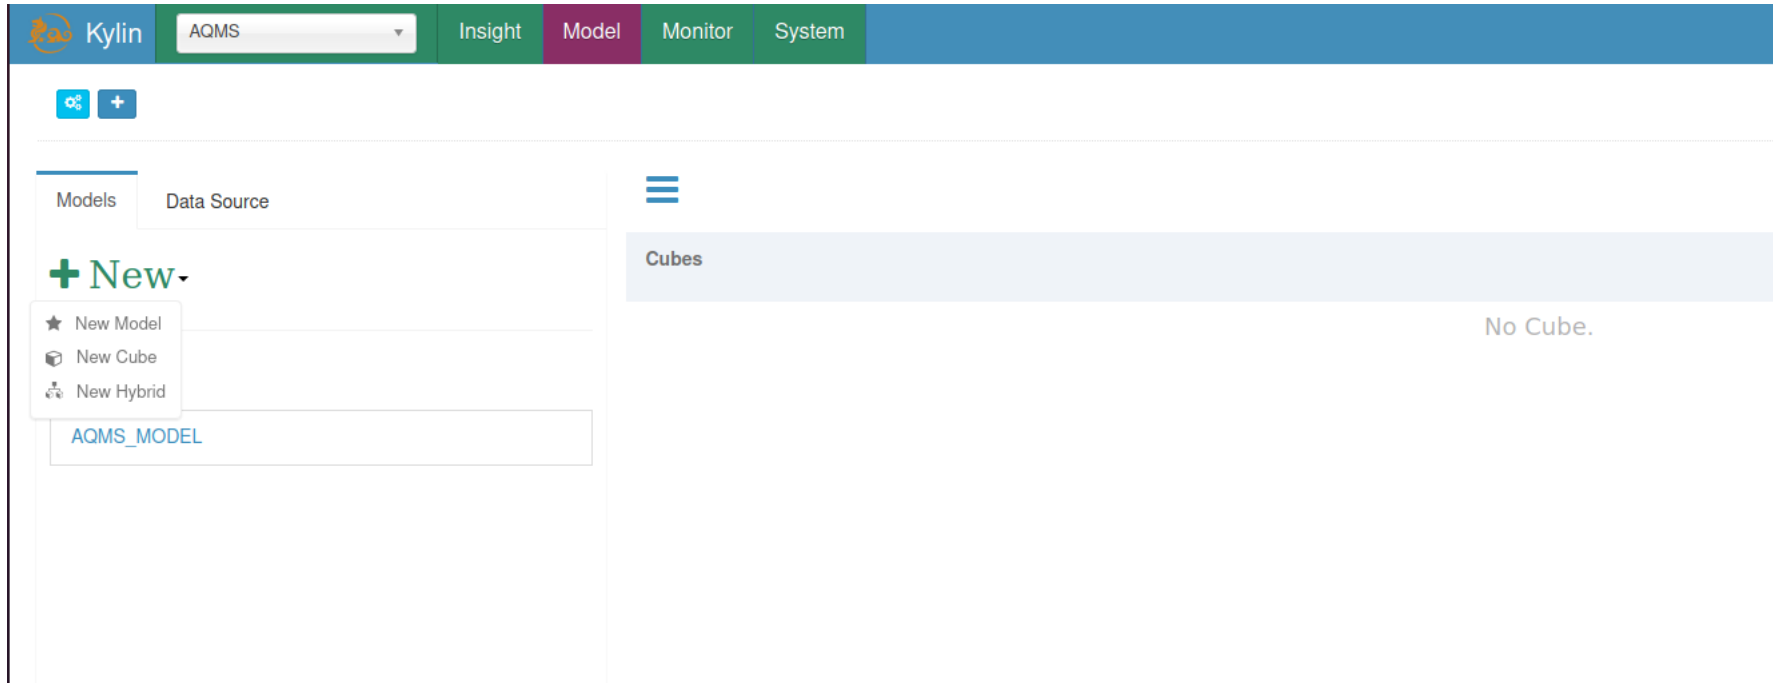 Kylin AQMS Insight Model Monitor System
Models Data Source
New
New Model
New Cube
New Hybrid
AQMS_MODEL
Cubes
No Cube.